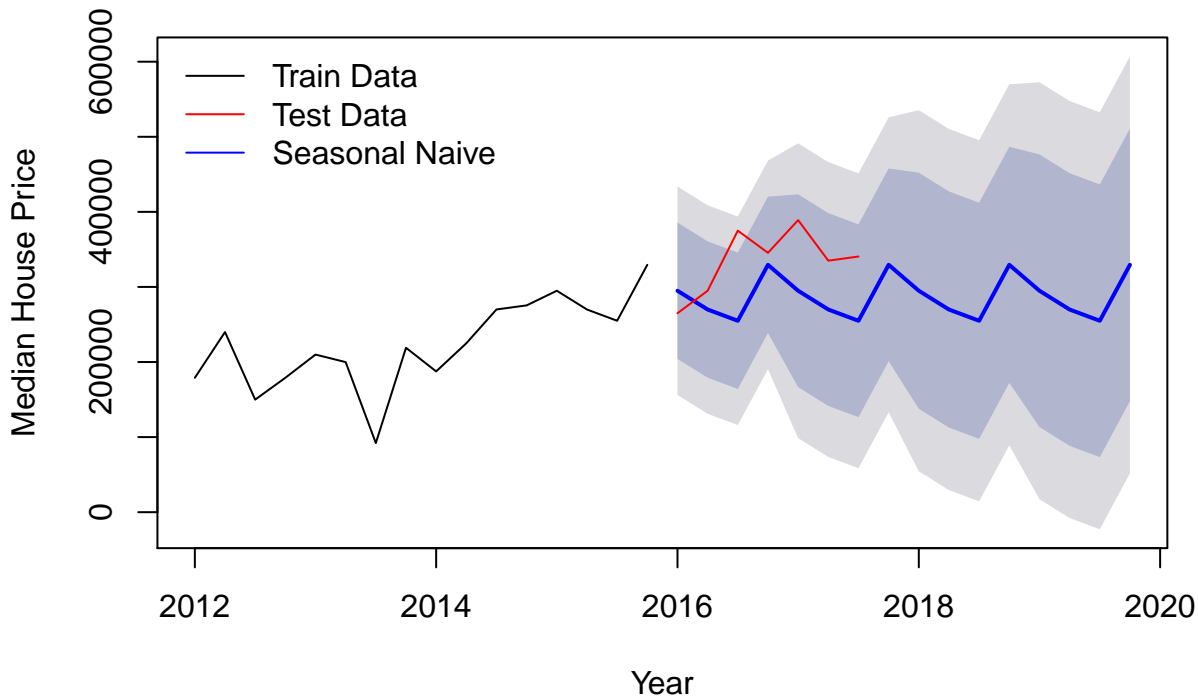 Train Data
Test Data
Seasonal Naive
Median House Price
0
200000
400000
600000
2012
2014
2016
2018
2020
Year